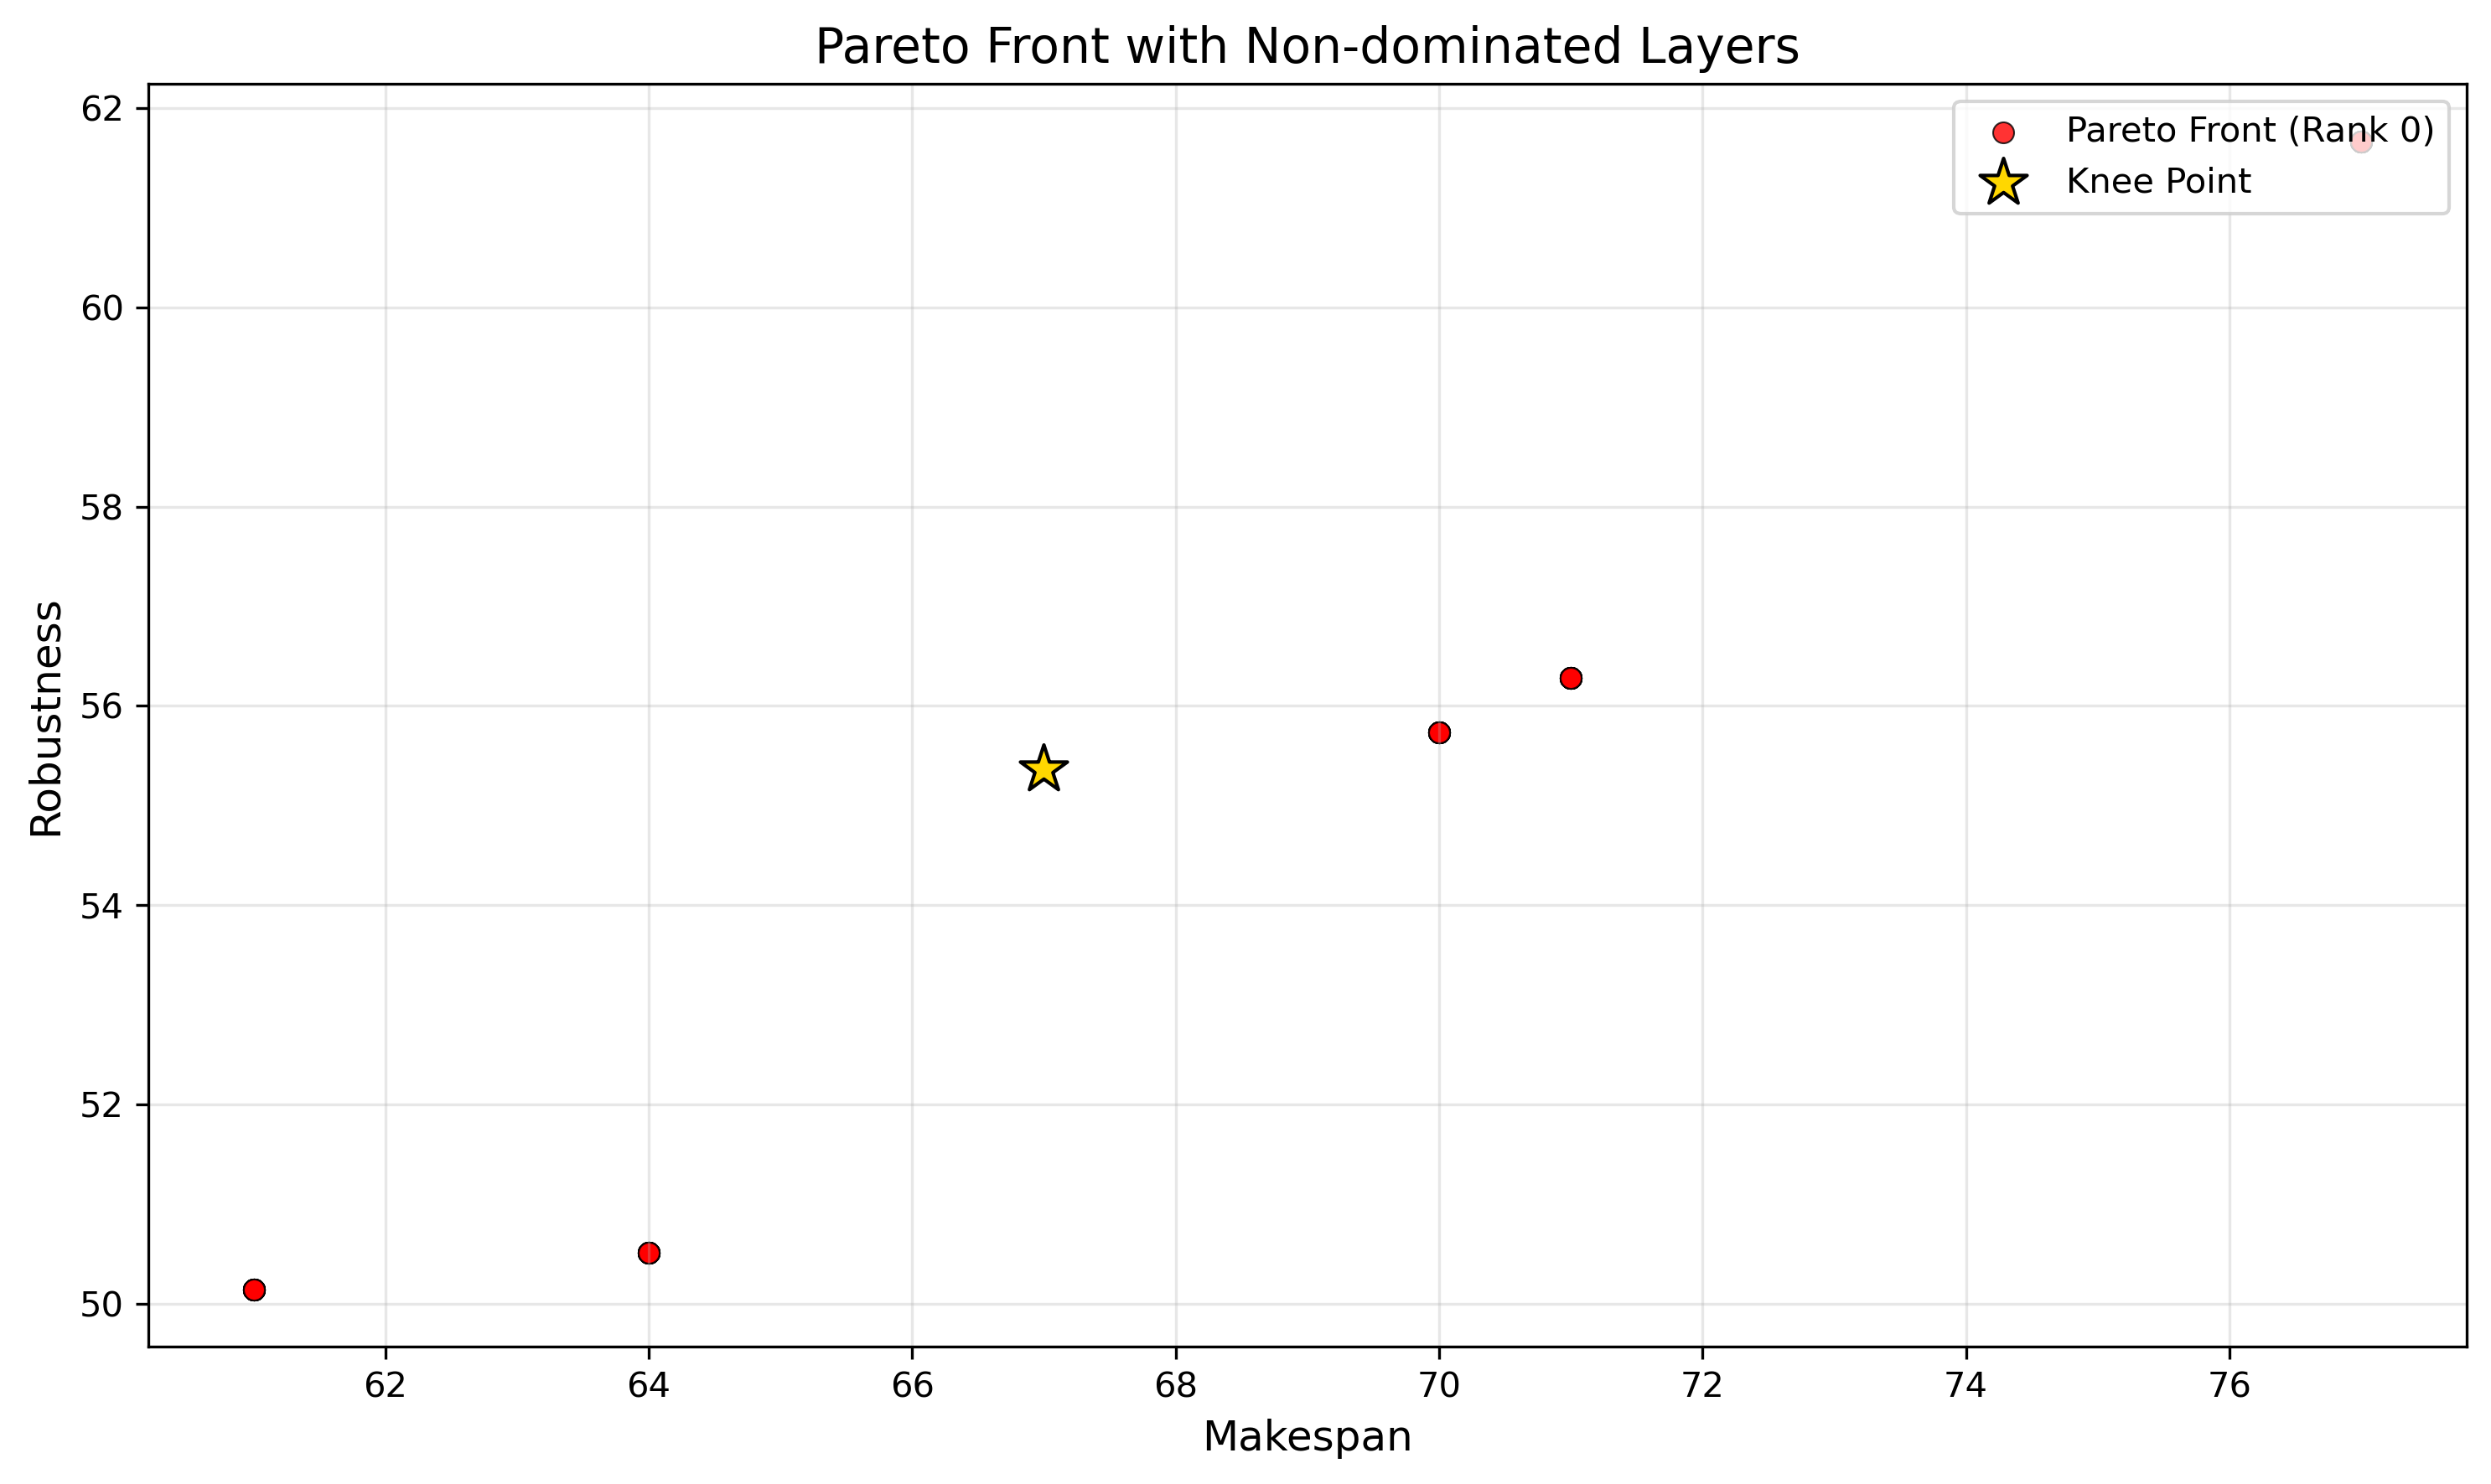 Pareto Front with Non-dominated Layers
Pareto Front (Rank 0)
Knee Point
62
60
58
56
54
52
50
Robustness
62 64 66 68 70 72 74 76
Makespan